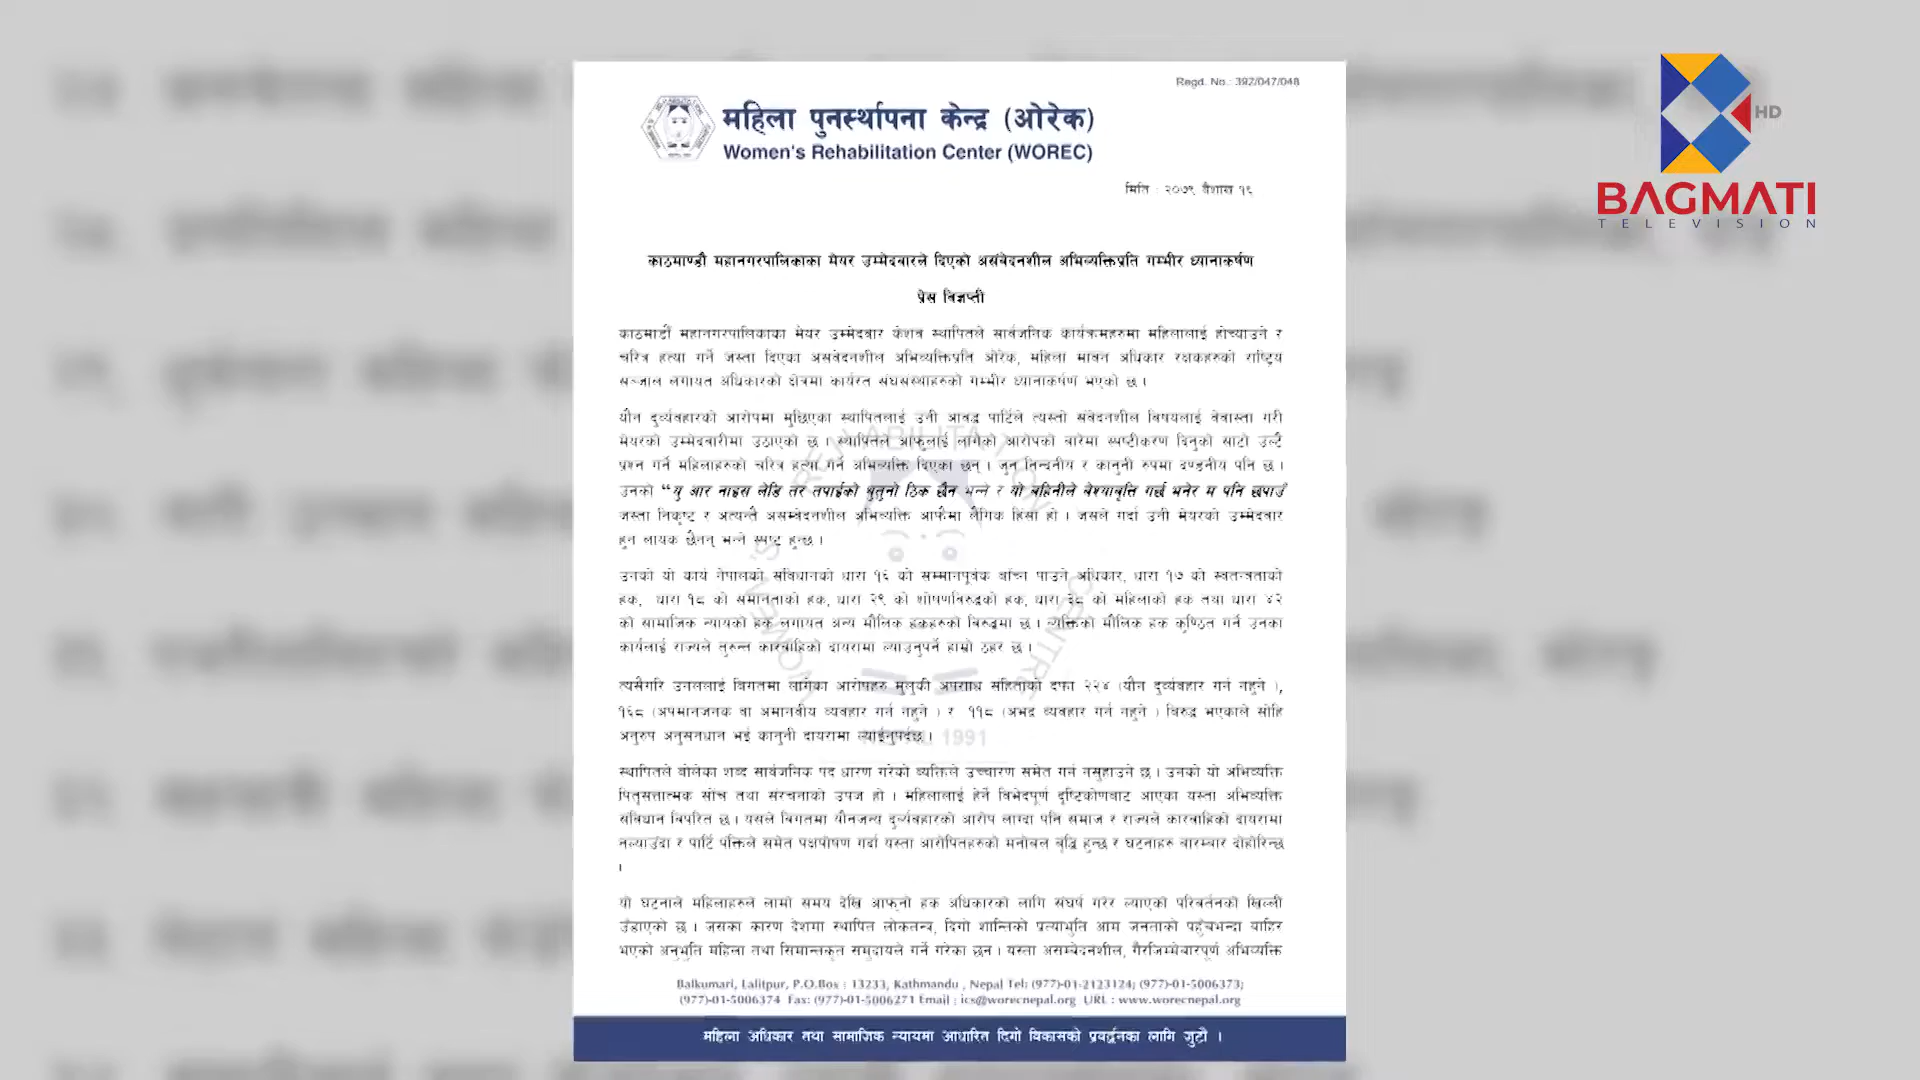 Regd. No.: 392/047/048
महिला पुनर्स्थापना केन्द्र (ओरेक)
Women's Rehabilitation Center (WOREC)
HD
BAGMATI
TELEVISION
मिति : २०७९ वैशाख १६
काठमाण्डौ महानगरपालिकाका मेयर उम्मेदवारले दिएको असंवेदनशील अभिव्यक्तिप्रति गम्भीर ध्यानाकर्षण
प्रेस विज्ञप्ती
काठमाडौं महानगरपालिकाका मेयर उम्मेदवार केशव स्थापितले सार्वजनिक कार्यक्रमहरुमा महिलालाई होच्याउने र
चरित्र हत्या गर्ने जस्ता दिएका असंवेदनशील अभिव्यक्तिप्रति ओरेक, महिला मानव अधिकार रक्षकहरुको राष्ट्रिय
सञ्जाल लगायत अधिकारको क्षेत्रमा कार्यरत संघसंस्थाहरुको गम्भीर ध्यानाकर्षण भएको छ ।
यौन दुर्व्यवहारको आरोपमा मुछिएका स्थापितलाई उनी आवद्ध पार्टिले त्यस्तो संवेदनशील विषयलाई वेवास्ता गरी
मेयरको उम्मेदवारीमा उठाएको छ । स्थापितले आफुलाई लागेको आरोपको बारेमा स्पष्टीकरण दिनुको साटो उल्टै
प्रश्न गर्ने महिलाहरुको चरित्र हत्या गर्ने अभिव्यक्ति दिएका छन् । जुन निन्दनीय र कानुनी रुपमा दण्डनीय पनि छ ।
उनको “यु आर नाइस लेडि तर तपाईको थुतुनो ठिक छैन भन्ने र यो बहिनीले वेश्यावृत्ति गर्छ भनेर म पनि छपाउँ
जस्ता निकृष्ट र अत्यन्तै असम्वेदनशील अभिव्यक्ति आफैमा लैंगिक हिंसा हो । जसले गर्दा उनी मेयरको उम्मेदवार
हुन लायक छैनन् भन्ने स्पष्ट हुन्छ ।
उनको यो कार्य नेपालको संविधानको धारा १६ को सम्मानपूर्वक बाँच्न पाउने अधिकार, धारा १७ को स्वतन्त्रताको
हक, धारा १८ को समानताको हक, धारा २९ को शोषणविरुद्धको हक, धारा ३८ को महिलाको हक तथा धारा ४२
को सामाजिक न्यायको हक लगायत अन्य मौलिक हकहरुको विरुद्धमा छ । व्यक्तिको मौलिक हक कुण्ठित गर्ने उनका
कार्यलाई राज्यले तुरुन्त कारवाहिको दायरामा ल्याउनुपर्ने हाम्रो ठहर छ ।
त्यसैगरि उनललाई विगतमा लागेका आरोपहरु मुलुकी अपराध संहिताको दफा २२४ (यौन दुर्व्यवहार गर्न नहुने ),
१६८ (अपमानजनक वा अमानवीय व्यवहार गर्न नहुने ) र ११८ (अभद्र व्यवहार गर्न नहुने ) विरुद्ध भएकाले सोहि
अनुरुप अनुसन्धान भई कानुनी दायरामा ल्याईनुपर्दछ ।
स्थापितले बोलेका शब्द सार्वजनिक पद धारण गरेको व्यक्तिले उच्चारण समेत गर्न नसुहाउने छ । उनको यो अभिव्यक्ति
पितृसत्तात्मक सोंच तथा संरचनाको उपज हो । महिलालाई हेर्ने विभेदपूर्ण दृष्टिकोणबाट आएका यस्ता अभिव्यक्ति
संविधान विपरित छ । यसले विगतमा यौनजन्य दुर्व्यवहारको आरोप लाग्दा पनि समाज र राज्यले कारवाहिको दायरामा
नल्याउँदा र पार्टि पंक्तिले समेत पक्षपोषण गर्दा यस्ता आरोपितहरुको मनोबल बृद्धि हुन्छ र घटनाहरु बारम्बार दोहोरिन्छ
।
यो घटनाले महिलाहरुले लामो समय देखि आफ्नो हक अधिकारको लागि संघर्ष गरेर ल्याएको परिवर्तनको खिल्ली
उँडाएको छ । जसका कारण देशमा स्थापित लोकतन्त्र, दिगो शान्तिको प्रत्याभुति आम जनताको पहुँचभन्दा बाहिर
भएको अनुभुति महिला तथा सिमान्तकृत समुदायले गर्ने गरेका छन । यस्ता असम्बेदनशील, गैरजिम्मेबारपूर्ण अभिव्यक्ति
Balkumari, Lalitpur, P.O.Box : 13233, Kathmandu , Nepal Tel: (977)-01-2123124; (977)-01-5006373;
(977)-01-5006374 Fax: (977)-01-5006271 Email : ics@worecnepal.org URL : www.worecnepal.org
महिला अधिकार तथा सामाजिक न्यायमा आधारित दिगो विकासको प्रवर्द्धनका लागि जुटौं ।